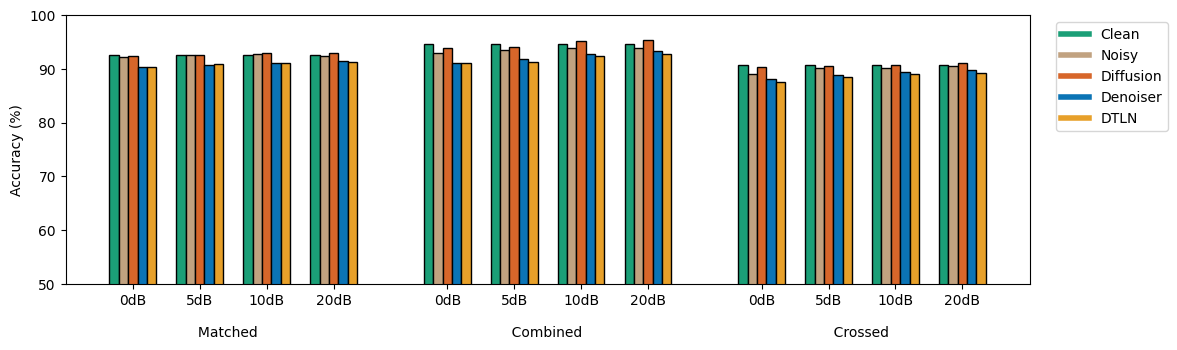 100
90
80
70
60
50
Accuracy (%)
0dB 5dB 10dB 20dB 0dB 5dB 10dB 20dB 0dB 5dB 10dB 20dB
Matched Combined Crossed
Clean
Noisy
Diffusion
Denoiser
DTLN